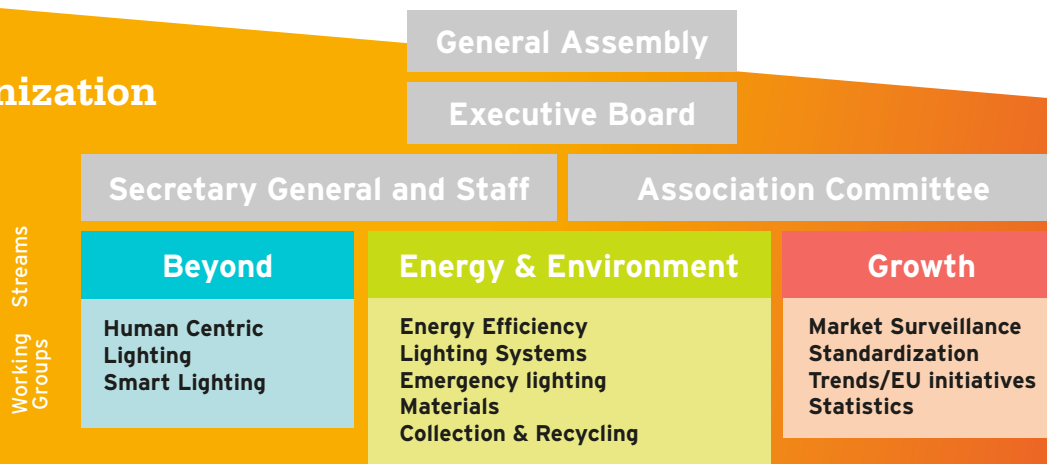 General Assembly
nization
Executive Board
Secretary General and Staff
Association Committee
Streams
Beyond
Energy & Environment
Growth
Working
Groups
Human Centric
Lighting
Smart Lighting
Energy Efficiency
Lighting Systems
Emergency lighting
Materials
Collection & Recycling
Market Surveillance
Standardization
Trends/EU initiatives
Statistics